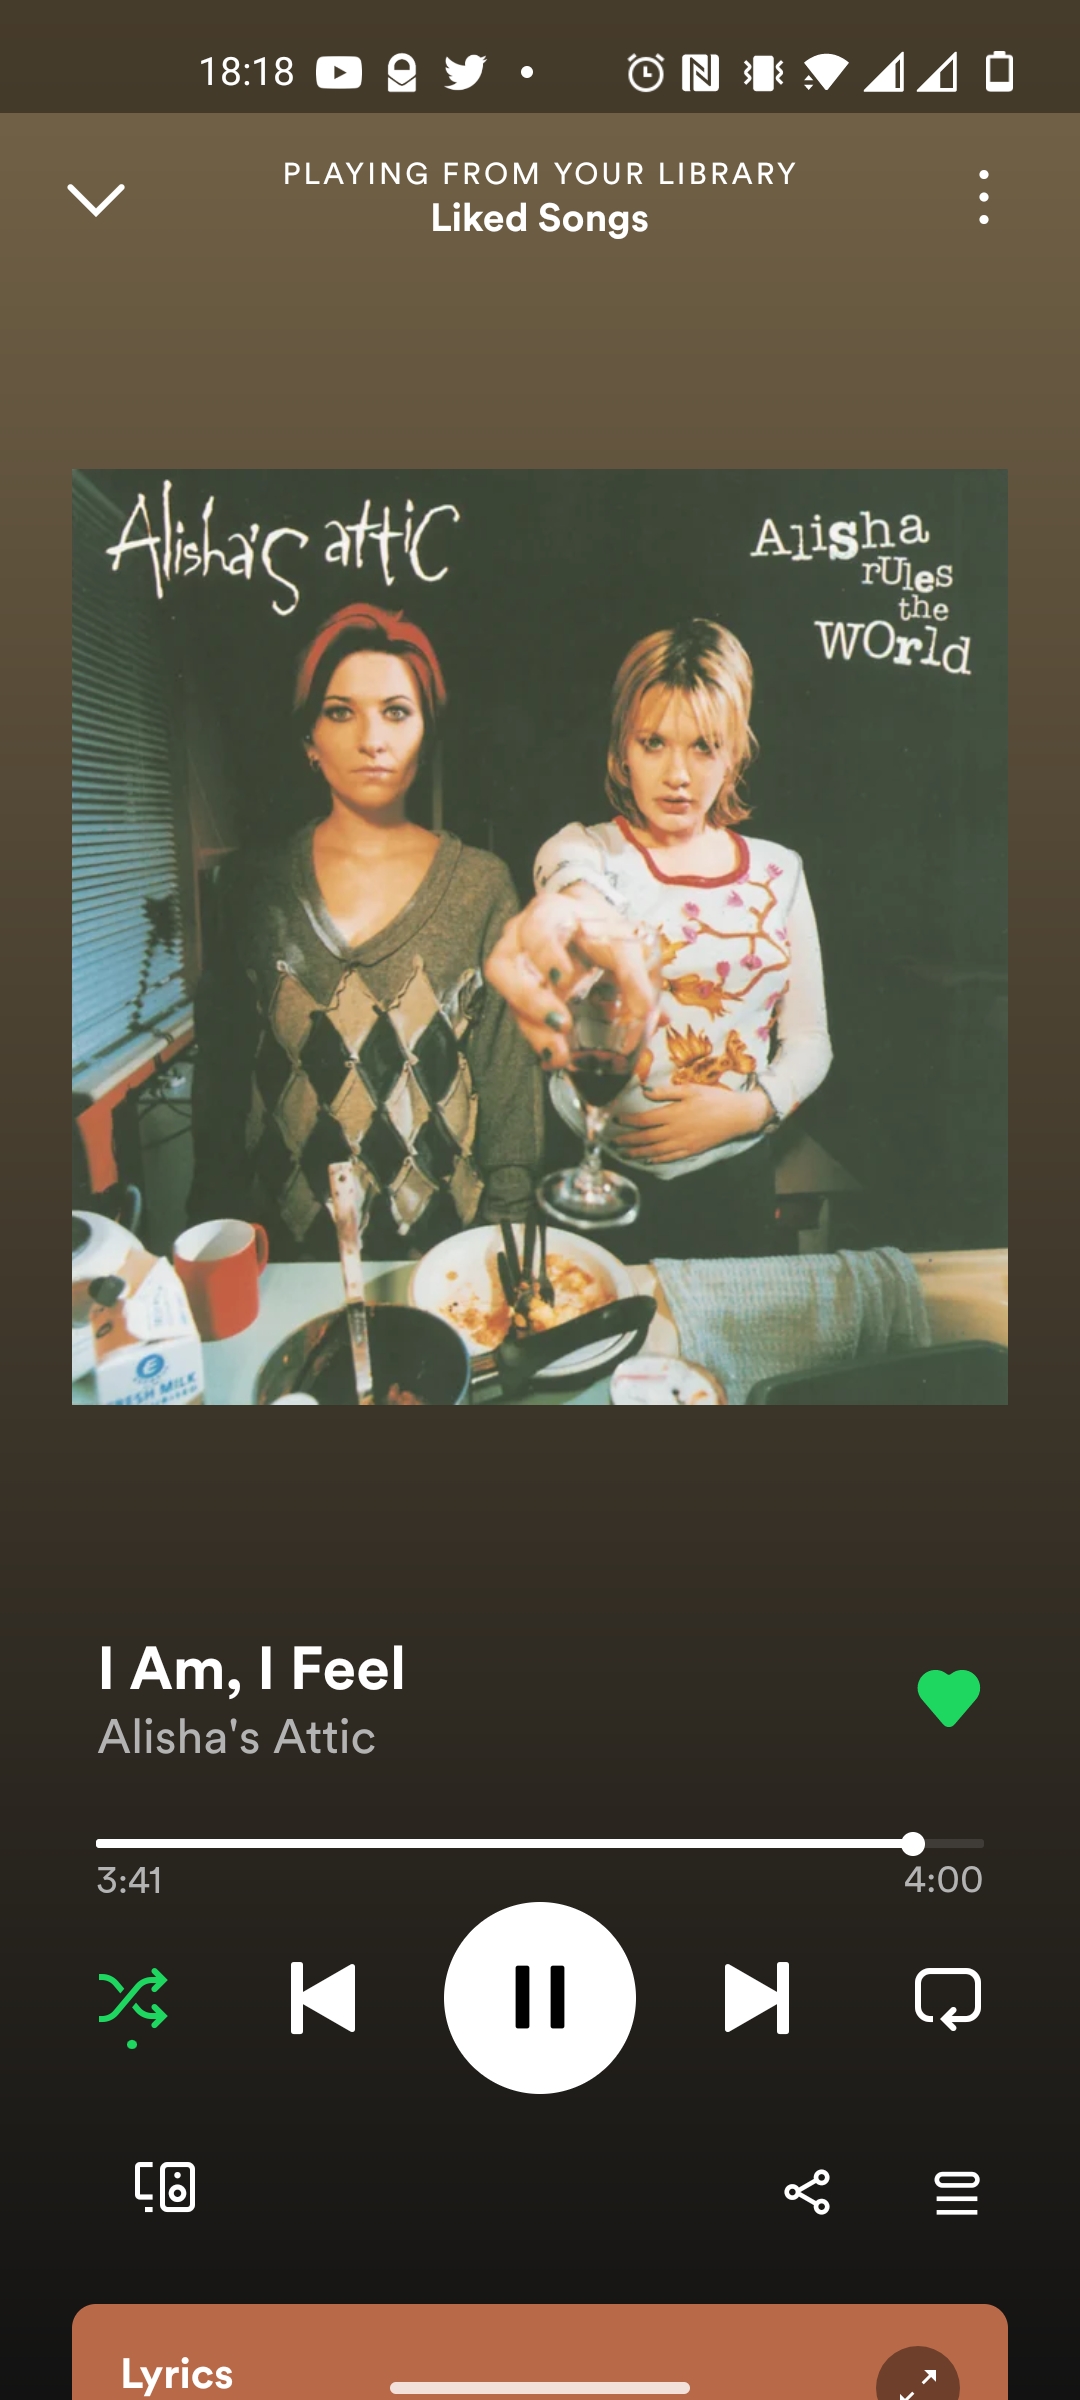 18:18
PLAYING FROM YOUR LIBRARY
Liked Songs
Alisha's attic
Alisha
rUles
the
wOrld
FRESH MILK
I Am, I Feel
Alisha's Attic
3:41
4:00
Lyrics